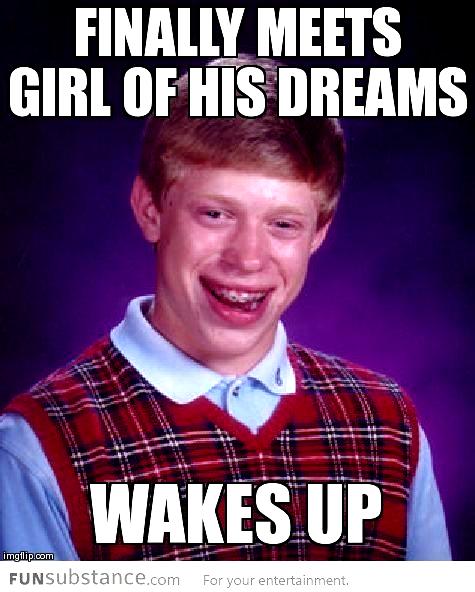 FINALLY MEETS
GIRL OF HIS DREAMS
WAKES UP
imgflip.com
FUNSubstance.com For your entertainment.